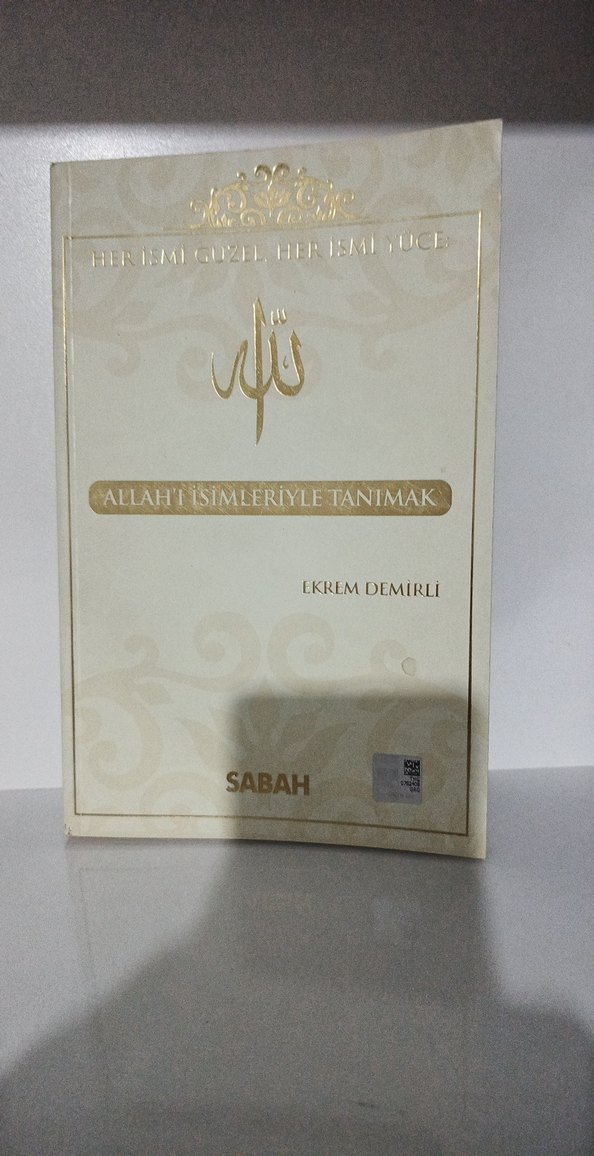 HER İSMİ GÜZEL, HER İSMİ YÜCE:
الله
ALLAH'I İSİMLERİYLE TANIMAK
EKREM DEMİRLİ
SABAH